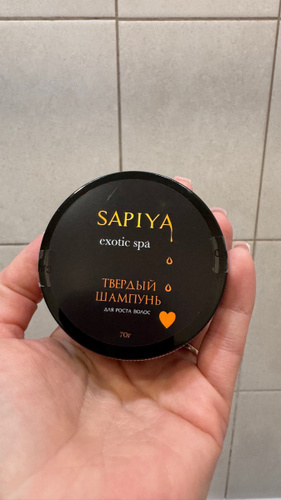 SAPIYA
exotic spa
ТВЕРДЫЙ
ШАМПУНЬ
ДЛЯ РОСТА ВОЛОС
70г